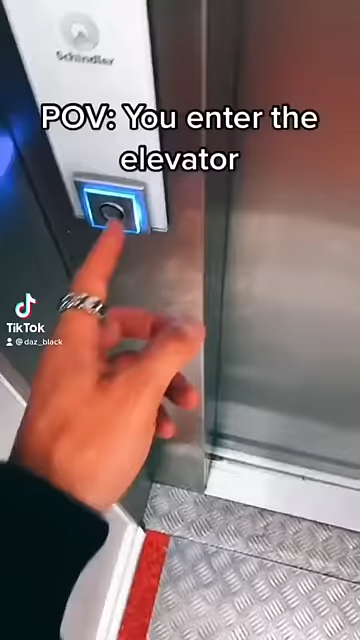 Schindler
POV: You enter the
elevator
TikTok
@daz_black